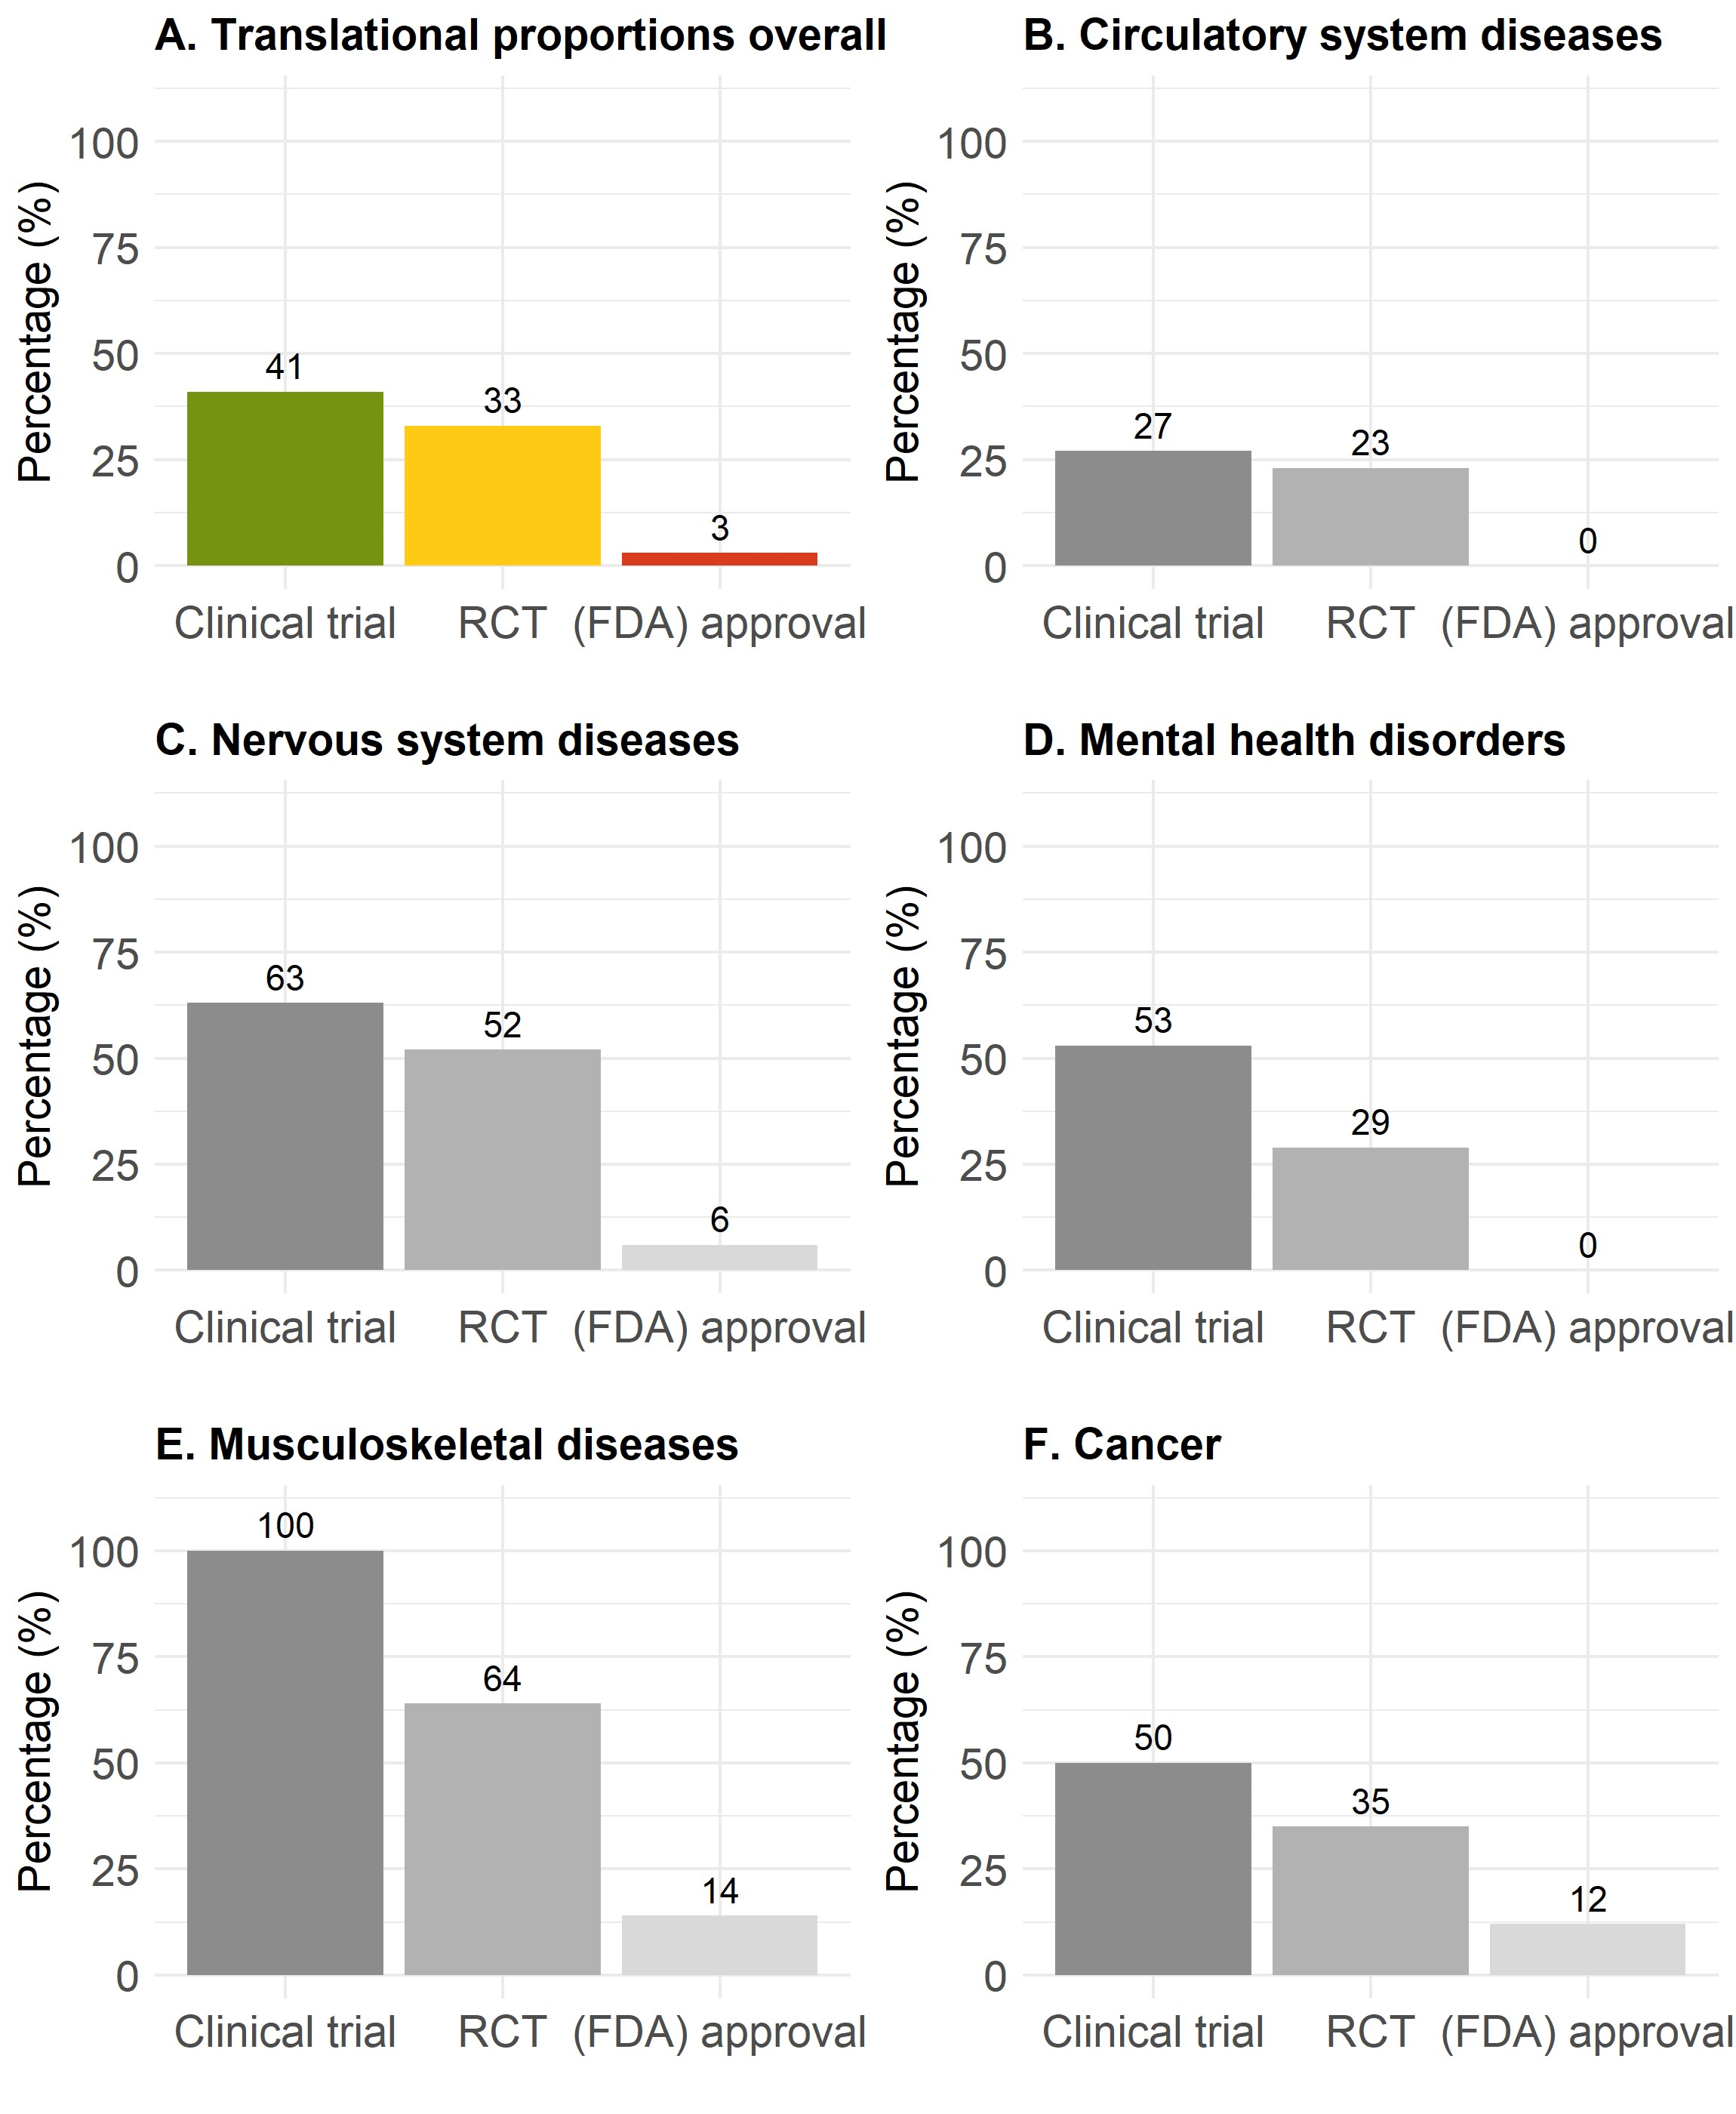 A. Translational proportions overall
Percentage (%)
100
75
50
25
0
41
33
3
Clinical trial RCT (FDA) approval
B. Circulatory system diseases
Percentage (%)
100
75
50
25
0
27
23
0
Clinical trial RCT (FDA) approval
C. Nervous system diseases
Percentage (%)
100
75
50
25
0
63
52
6
Clinical trial RCT (FDA) approval
D. Mental health disorders
Percentage (%)
100
75
50
25
0
53
29
0
Clinical trial RCT (FDA) approval
E. Musculoskeletal diseases
Percentage (%)
100
75
50
25
0
100
64
14
Clinical trial RCT (FDA) approval
F. Cancer
Percentage (%)
100
75
50
25
0
50
35
12
Clinical trial RCT (FDA) approval